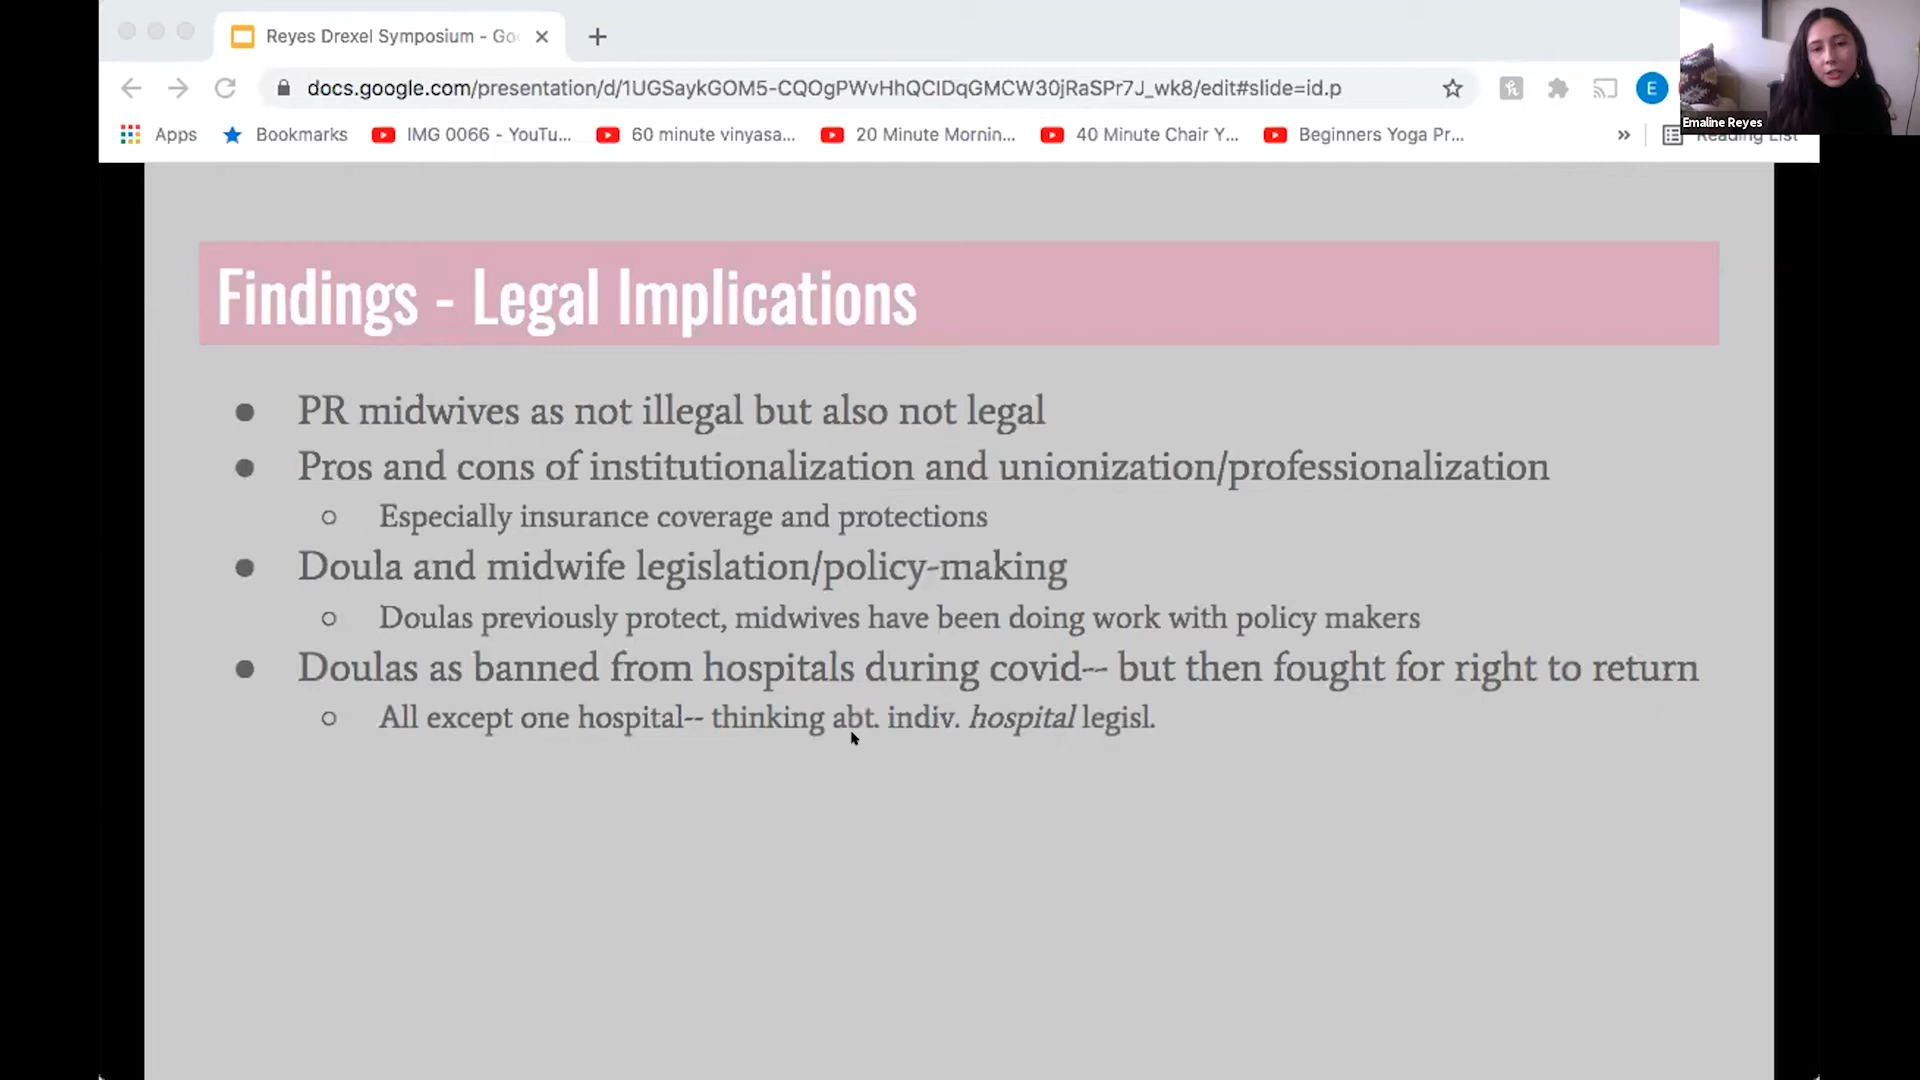 Reyes Drexel Symposium - Goo
docs.google.com/presentation/d/1UGSaykGOM5-CQOgPWvHhQCIDqGMCW30jRaSPr7J_wk8/edit#slide=id.p
E
Emaline Reyes
Apps Bookmarks IMG 0066 - YouTu... 60 minute vinyasa... 20 Minute Mornin... 40 Minute Chair Y... Beginners Yoga Pr... » Reading List
Findings - Legal Implications
● PR midwives as not illegal but also not legal
● Pros and cons of institutionalization and unionization/professionalization
○ Especially insurance coverage and protections
● Doula and midwife legislation/policy-making
○ Doulas previously protect, midwives have been doing work with policy makers
● Doulas as banned from hospitals during covid-- but then fought for right to return
○ All except one hospital-- thinking abt. indiv. hospital legisl.